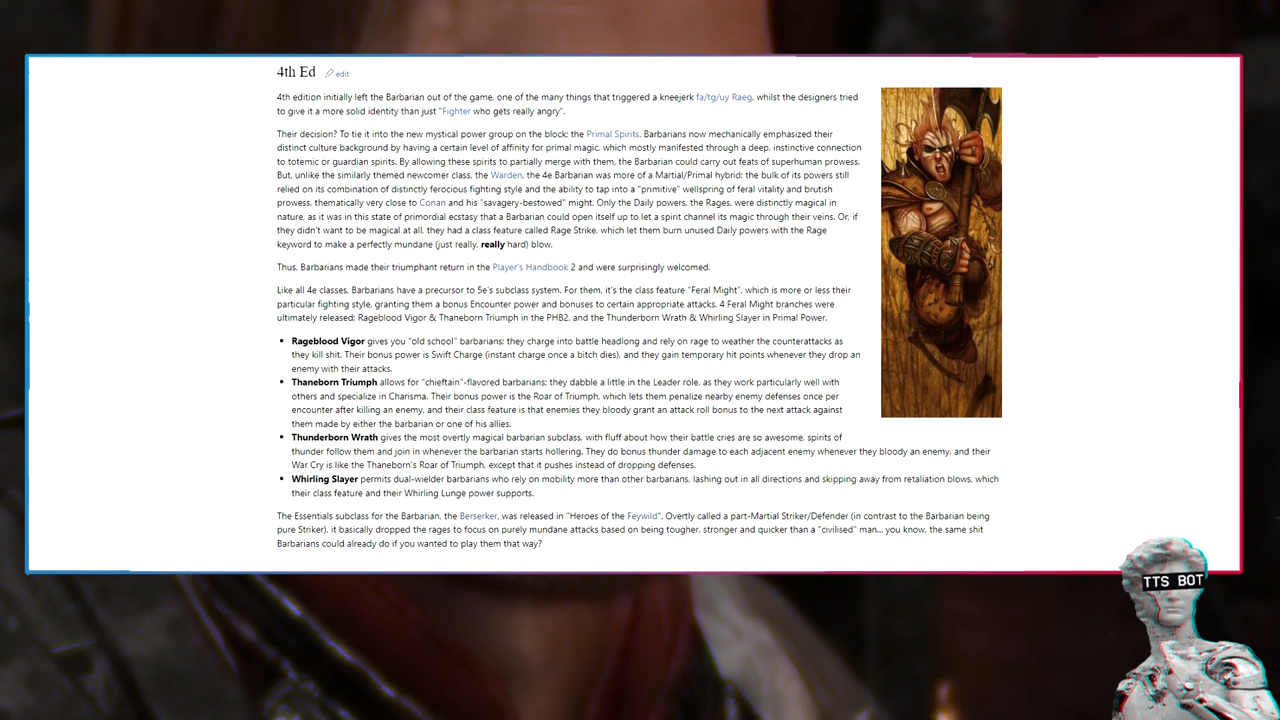 4th Ed edit
4th edition initially left the Barbarian out of the game, one of the many things that triggered a kneejerk fa/tg/uy Raeg, whilst the designers tried
to give it a more solid identity than just "Fighter who gets really angry".
Their decision? To tie it into the new mystical power group on the block; the Primal Spirits. Barbarians now mechanically emphasized their
distinct culture background by having a certain level of affinity for primal magic, which mostly manifested through a deep, instinctive connection
to totemic or guardian spirits. By allowing these spirits to partially merge with them, the Barbarian could carry out feats of superhuman prowess.
But, unlike the similarly themed newcomer class, the Warden, the 4e Barbarian was more of a Martial/Primal hybrid; the bulk of its powers still
relied on its combination of distinctly ferocious fighting style and the ability to tap into a "primitive" wellspring of feral vitality and brutish
prowess, thematically very close to Conan and his "savagery-bestowed" might. Only the Daily powers, the Rages, were distinctly magical in
nature, as it was in this state of primordial ecstasy that a Barbarian could open itself up to let a spirit channel its magic through their veins. Or, if
they didn't want to be magical at all, they had a class feature called Rage Strike, which let them burn unused Daily powers with the Rage
keyword to make a perfectly mundane (just really, really hard) blow.
Thus, Barbarians made their triumphant return in the Player's Handbook 2 and were surprisingly welcomed.
Like all 4e classes, Barbarians have a precursor to 5e's subclass system. For them, it's the class feature "Feral Might", which is more or less their
particular fighting style, granting them a bonus Encounter power and bonuses to certain appropriate attacks. 4 Feral Might branches were
ultimately released; Rageblood Vigor & Thaneborn Triumph in the PHB2, and the Thunderborn Wrath & Whirling Slayer in Primal Power.
• Rageblood Vigor gives you "old school" barbarians; they charge into battle headlong and rely on rage to weather the counterattacks as
they kill shit. Their bonus power is Swift Charge (instant charge once a bitch dies), and they gain temporary hit points whenever they drop an
enemy with their attacks.
• Thaneborn Triumph allows for "chieftain"-flavored barbarians; they dabble a little in the Leader role, as they work particularly well with
others and specialize in Charisma. Their bonus power is the Roar of Triumph, which lets them penalize nearby enemy defenses once per
encounter after killing an enemy, and their class feature is that enemies they bloody grant an attack roll bonus to the next attack against
them made by either the barbarian or one of his allies.
• Thunderborn Wrath gives the most overtly magical barbarian subclass, with fluff about how their battle cries are so awesome, spirits of
thunder follow them and join in whenever the barbarian starts hollering. They do bonus thunder damage to each adjacent enemy whenever they bloody an enemy, and their
War Cry is like the Thaneborn's Roar of Triumph, except that it pushes instead of dropping defenses.
• Whirling Slayer permits dual-wielder barbarians who rely on mobility more than other barbarians, lashing out in all directions and skipping away from retaliation blows, which
their class feature and their Whirling Lunge power supports.
The Essentials subclass for the Barbarian, the Berserker, was released in "Heroes of the Feywild". Overtly called a part-Martial Striker/Defender (in contrast to the Barbarian being
pure Striker), it basically dropped the rages to focus on purely mundane attacks based on being tougher, stronger and quicker than a "civilised" man... you know, the same shit
Barbarians could already do if you wanted to play them that way?
TTS BOT